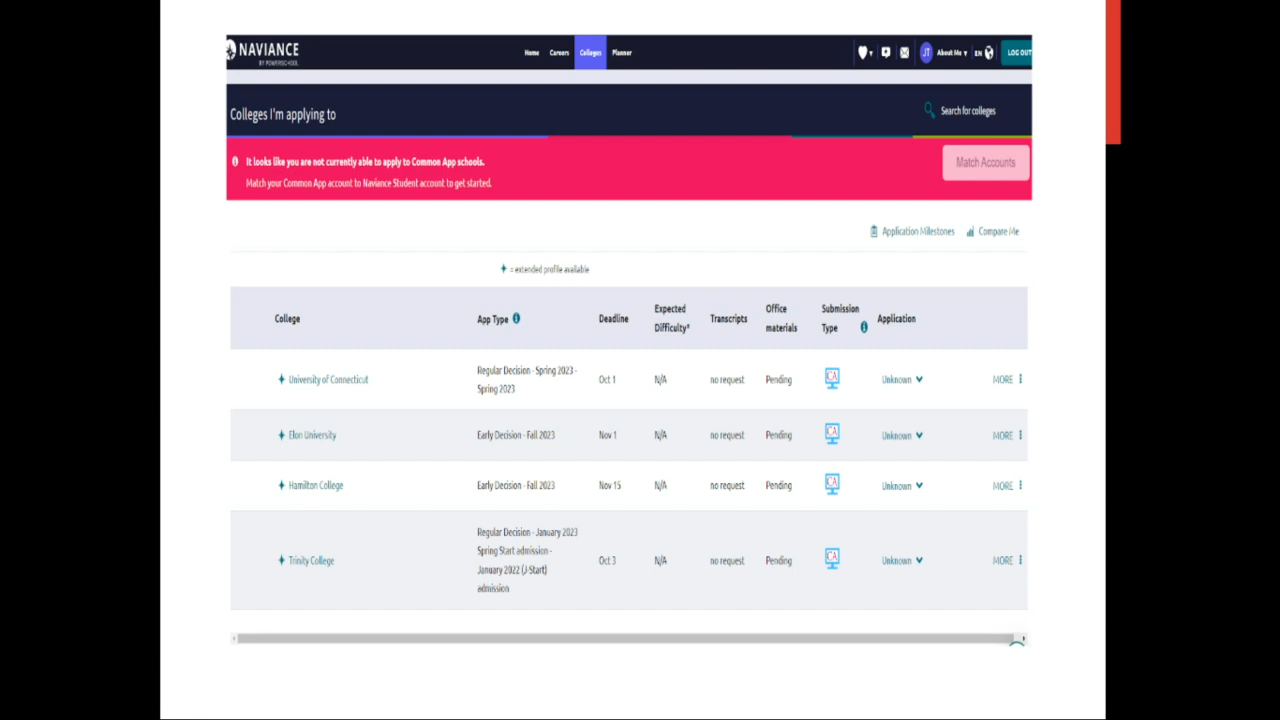 NAVIANCE
BY POWERSCHOOL
Home Careers Colleges Planner
JT About Me EN LOG OUT
Colleges I'm applying to
Search for colleges
It looks like you are not currently able to apply to Common App schools.
Match your Common App account to Naviance Student account to get started.
Match Accounts
Application Milestones Compare Me
= extended profile available
College App Type Deadline Expected Difficulty* Transcripts Office materials Submission Type Application
University of Connecticut Regular Decision - Spring 2023 - Oct 1 N/A no request Pending CA Unknown MORE
Spring 2023
Elon University Early Decision - Fall 2023 Nov 1 N/A no request Pending CA Unknown MORE
Hamilton College Early Decision - Fall 2023 Nov 15 N/A no request Pending CA Unknown MORE
Regular Decision - January 2023
Spring Start admission -
Trinity College January 2022 (J-Start) Oct 3 N/A no request Pending CA Unknown MORE
admission